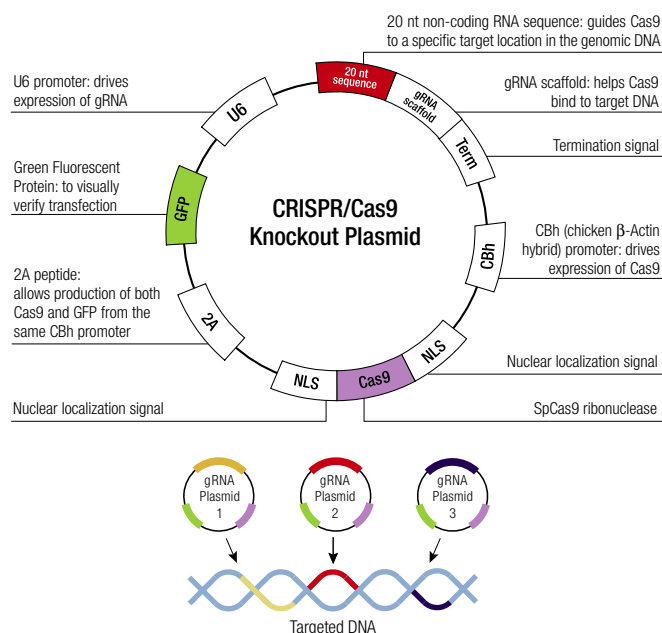 20 nt non-coding RNA sequence: guides Cas9
to a specific target location in the genomic DNA
U6 promoter: drives
expression of gRNA
20 nt
sequence
gRNA
scaffold
gRNA scaffold: helps Cas9
bind to target DNA
U6
Term
Termination signal
Green Fluorescent
Protein: to visually
verify transfection
GFP
CRISPR/Cas9
Knockout Plasmid
CBh
CBh (chicken β-Actin
hybrid) promoter: drives
expression of Cas9
2A peptide:
allows production of both
Cas9 and GFP from the
same CBh promoter
2A
NLS
Cas9
NLS
Nuclear localization signal
Nuclear localization signal
SpCas9 ribonuclease
gRNA
Plasmid
1
gRNA
Plasmid
2
gRNA
Plasmid
3
Targeted DNA